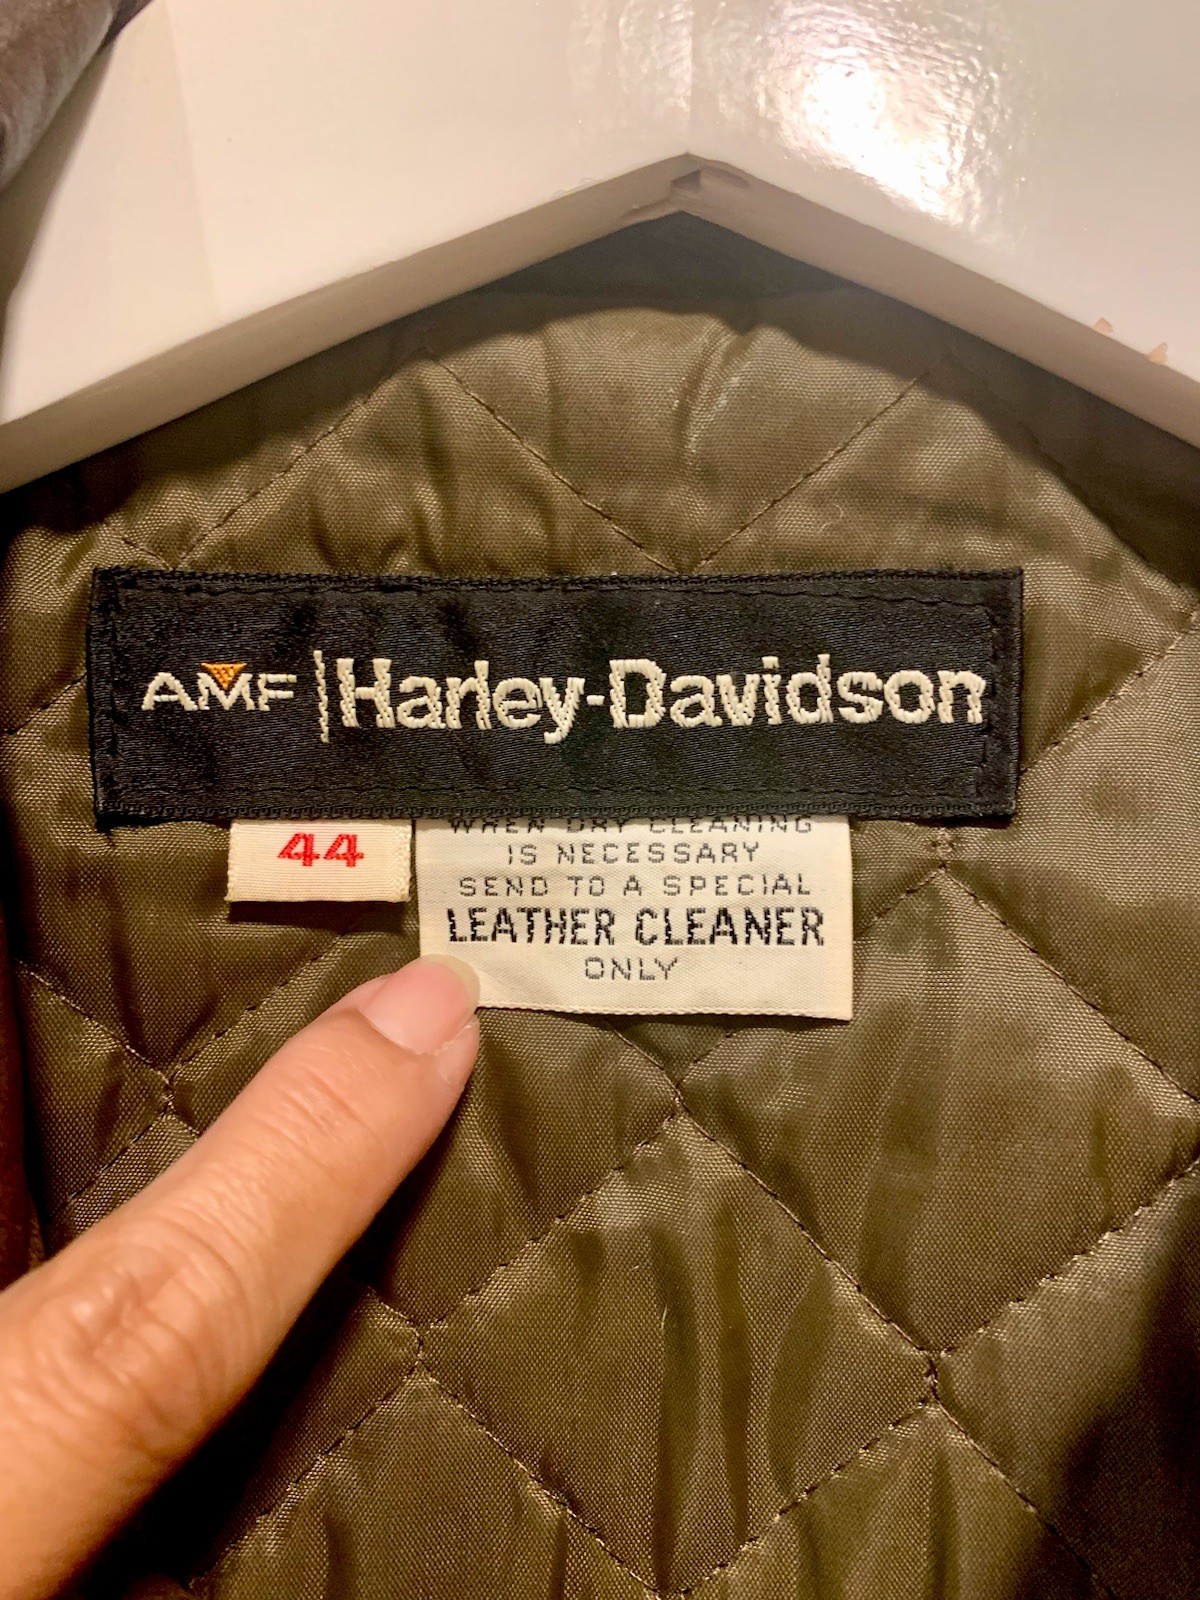 AMF | Harley-Davidson
44
WHEN DRY CLEANING
IS NECESSARY
SEND TO A SPECIAL
LEATHER CLEANER
ONLY